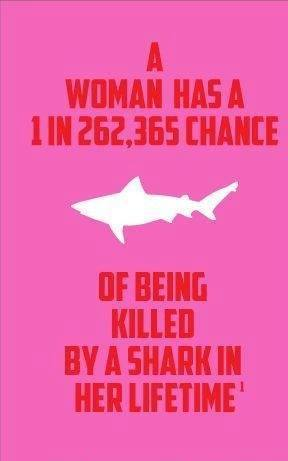 A
WOMAN HAS A
1 IN 262,365 CHANCE
OF BEING
KILLED
BY A SHARK IN
HER LIFETIME¹